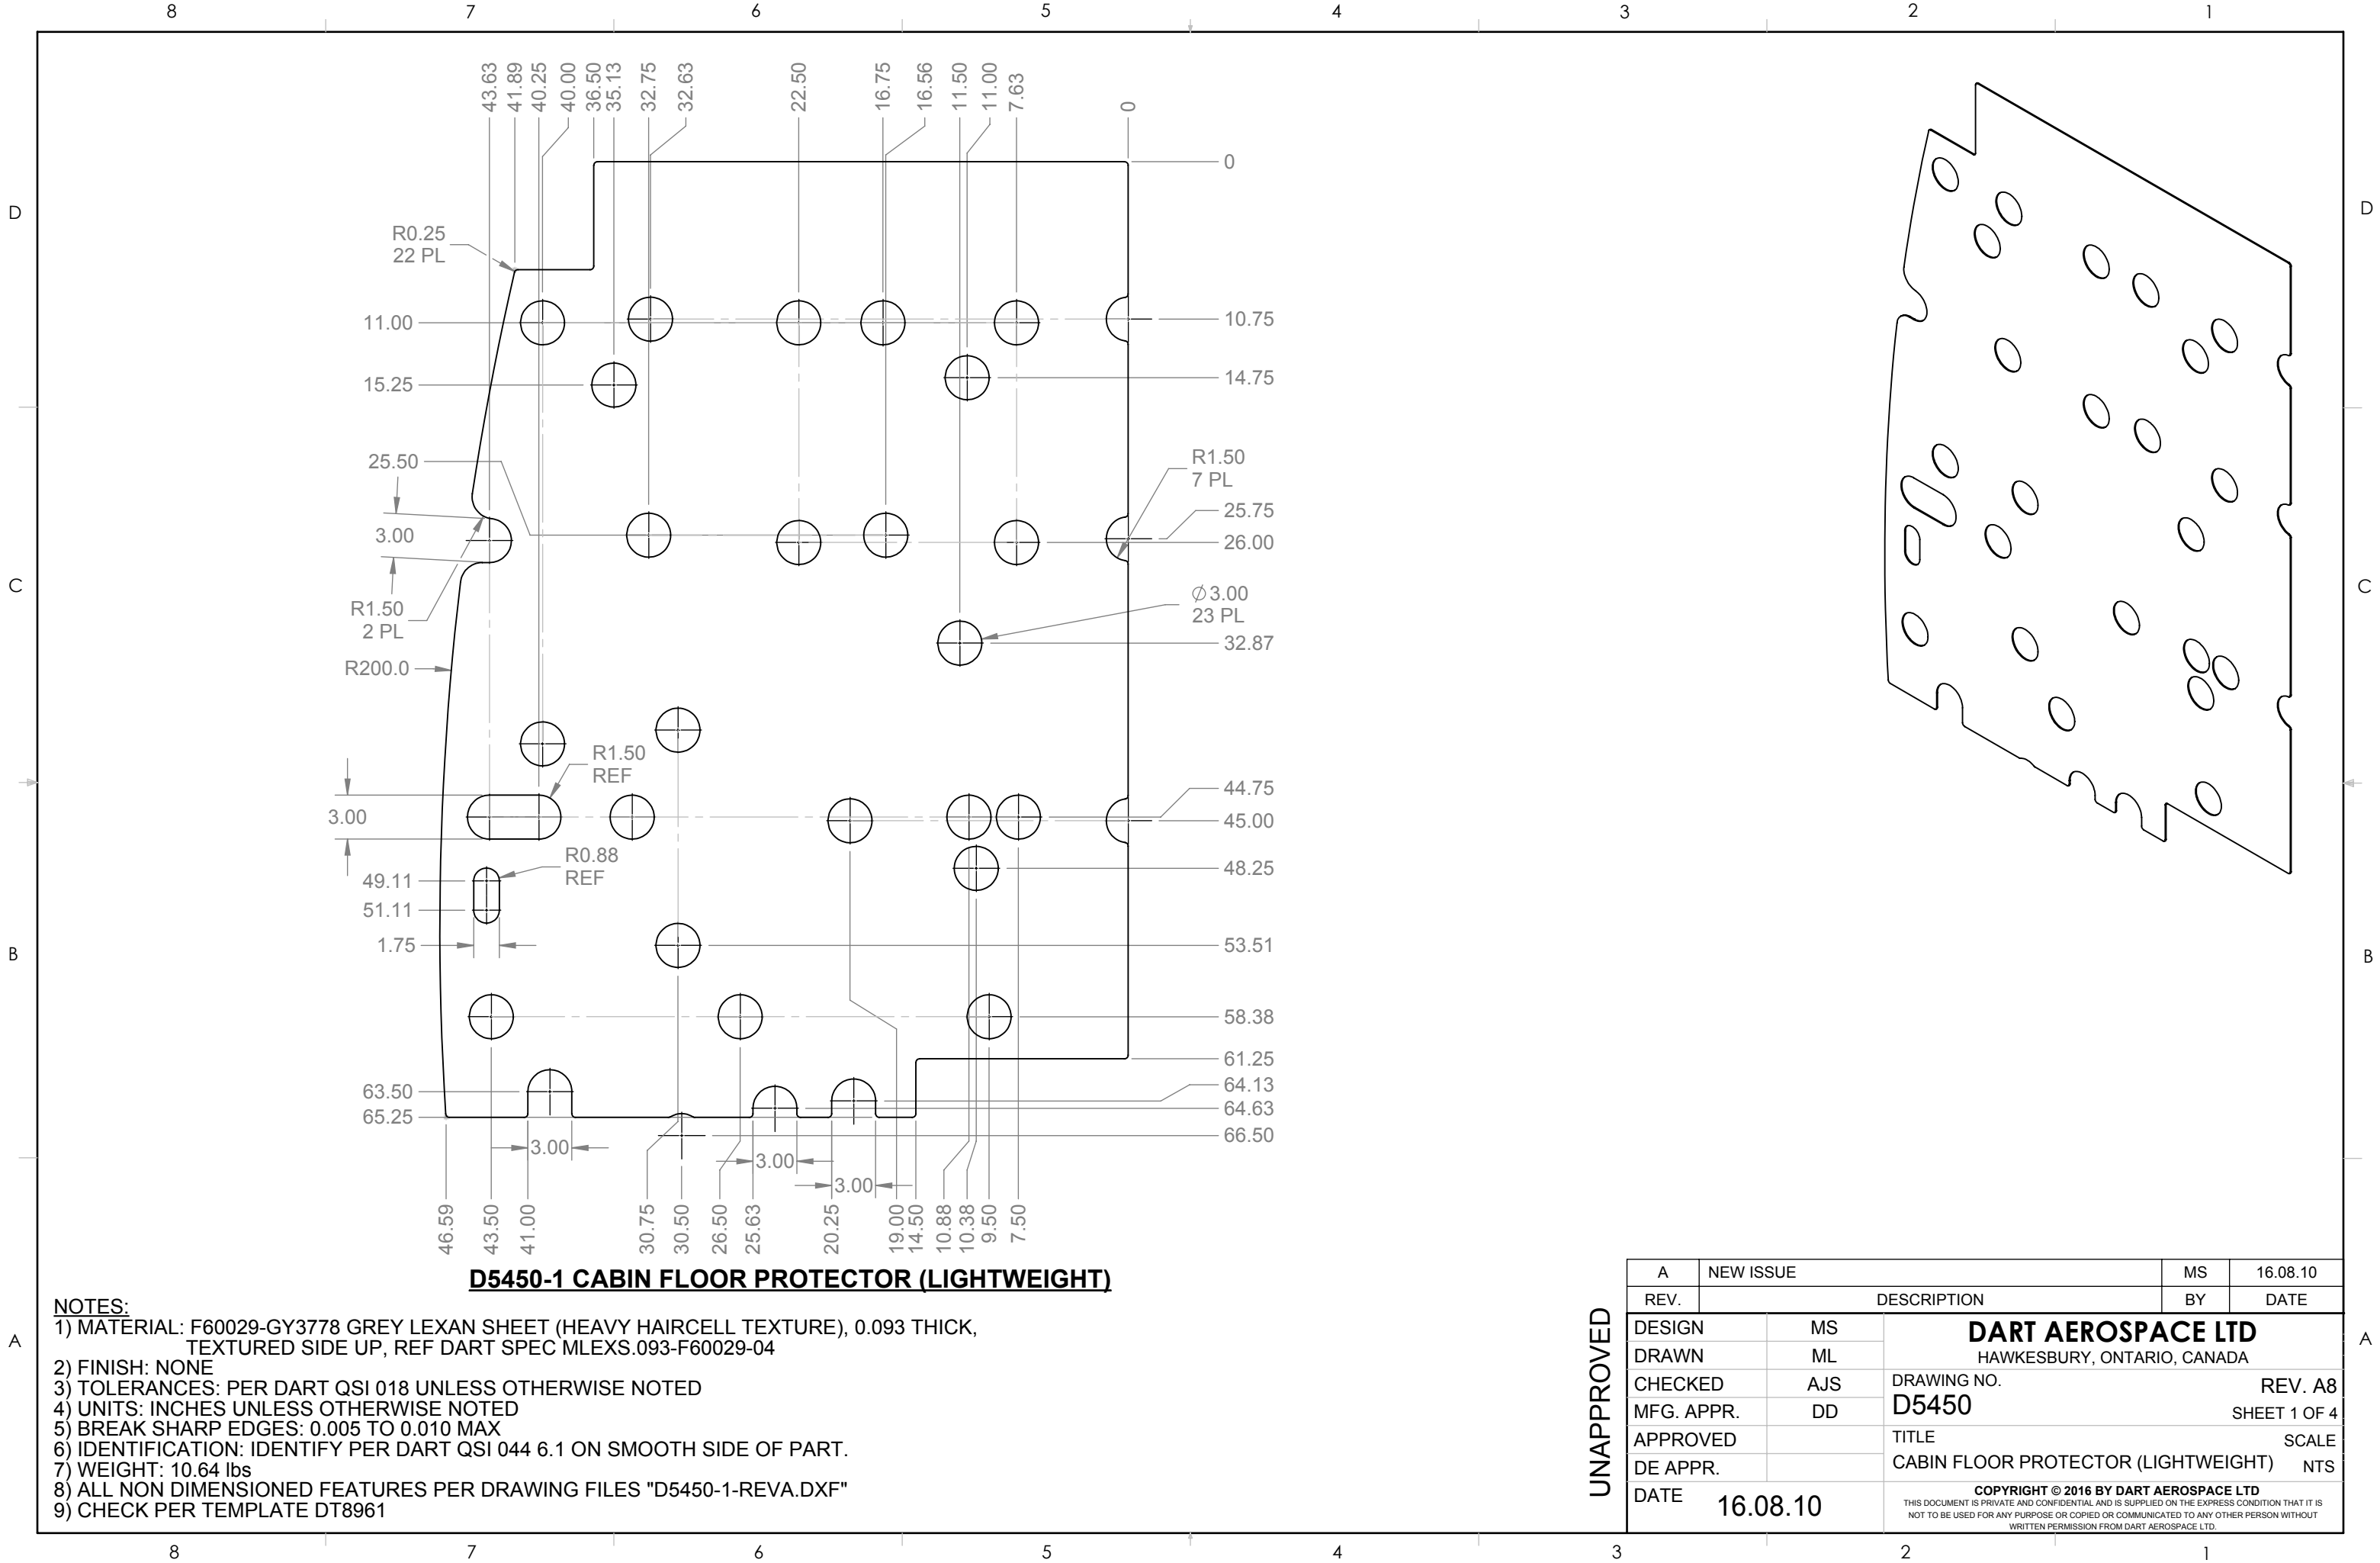 8 7 6 5 4 3 2 1
43.63
41.89
40.25
40.00
36.50
35.13
32.75
32.63
22.50
16.75
16.56
11.50
11.00
7.63
0
0
D
D
R0.25
22 PL
11.00
10.75
15.25
14.75
25.50
R1.50
7 PL
25.75
3.00
26.00
C
C
Ø3.00
23 PL
R1.50
2 PL
32.87
R200.0
R1.50
REF
44.75
3.00
45.00
R0.88
REF
48.25
49.11
51.11
1.75
53.51
B
B
58.38
61.25
63.50
64.13
65.25
64.63
66.50
3.00
3.00
3.00
46.59
43.50
41.00
30.75
30.50
26.50
25.63
20.25
19.00
14.50
10.88
10.38
9.50
7.50
D5450-1 CABIN FLOOR PROTECTOR (LIGHTWEIGHT)
A
A
NOTES:
1) MATERIAL: F60029-GY3778 GREY LEXAN SHEET (HEAVY HAIRCELL TEXTURE), 0.093 THICK,
TEXTURED SIDE UP, REF DART SPEC MLEXS.093-F60029-04
2) FINISH: NONE
3) TOLERANCES: PER DART QSI 018 UNLESS OTHERWISE NOTED
4) UNITS: INCHES UNLESS OTHERWISE NOTED
5) BREAK SHARP EDGES: 0.005 TO 0.010 MAX
6) IDENTIFICATION: IDENTIFY PER DART QSI 044 6.1 ON SMOOTH SIDE OF PART.
7) WEIGHT: 10.64 lbs
8) ALL NON DIMENSIONED FEATURES PER DRAWING FILES "D5450-1-REVA.DXF"
9) CHECK PER TEMPLATE DT8961
UNAPPROVED
A NEW ISSUE MS 16.08.10
REV. DESCRIPTION BY DATE
DESIGN MS
DRAWN ML
CHECKED AJS
MFG. APPR. DD
APPROVED
DE APPR.
DATE 16.08.10
DART AEROSPACE LTD
HAWKESBURY, ONTARIO, CANADA
DRAWING NO. REV. A8
D5450 SHEET 1 OF 4
TITLE SCALE
CABIN FLOOR PROTECTOR (LIGHTWEIGHT) NTS
COPYRIGHT © 2016 BY DART AEROSPACE LTD
THIS DOCUMENT IS PRIVATE AND CONFIDENTIAL AND IS SUPPLIED ON THE EXPRESS CONDITION THAT IT IS
NOT TO BE USED FOR ANY PURPOSE OR COPIED OR COMMUNICATED TO ANY OTHER PERSON WITHOUT
WRITTEN PERMISSION FROM DART AEROSPACE LTD.
8 7 6 5 4 3 2 1